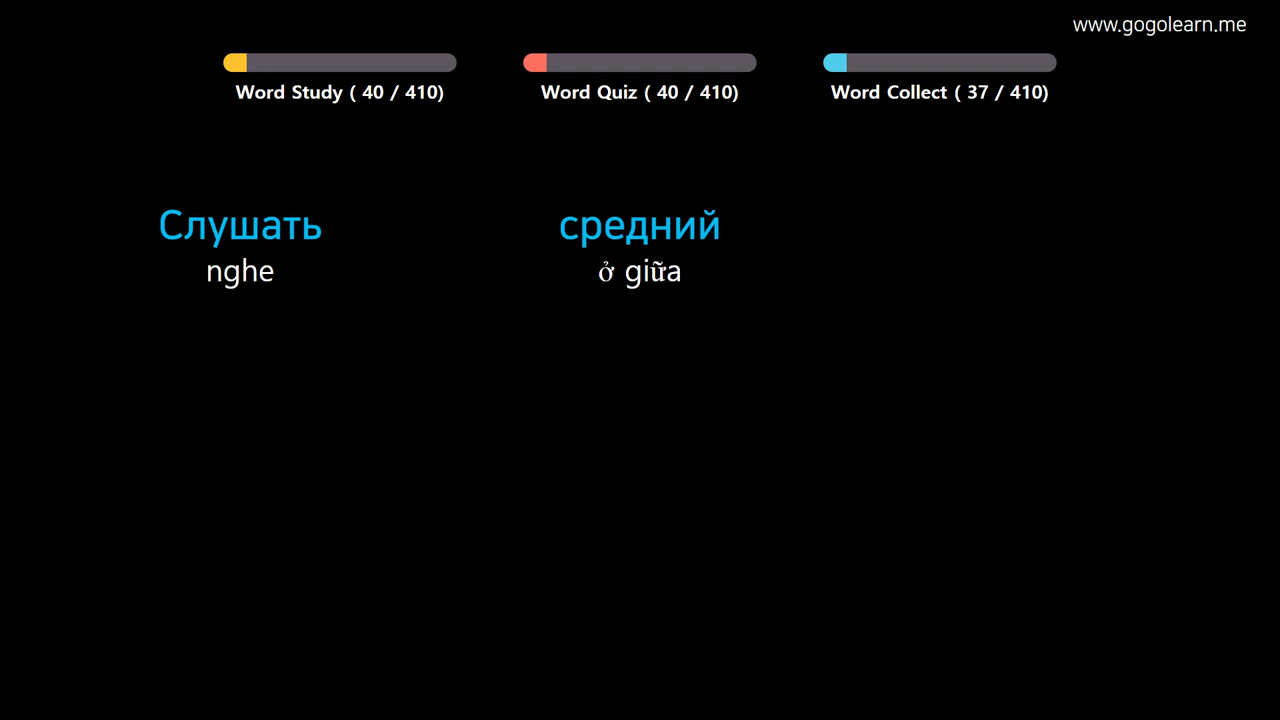 www.gogolearn.me
Word Study ( 40 / 410)
Word Quiz ( 40 / 410)
Word Collect ( 37 / 410)
Слушать
nghe
средний
ở giữa